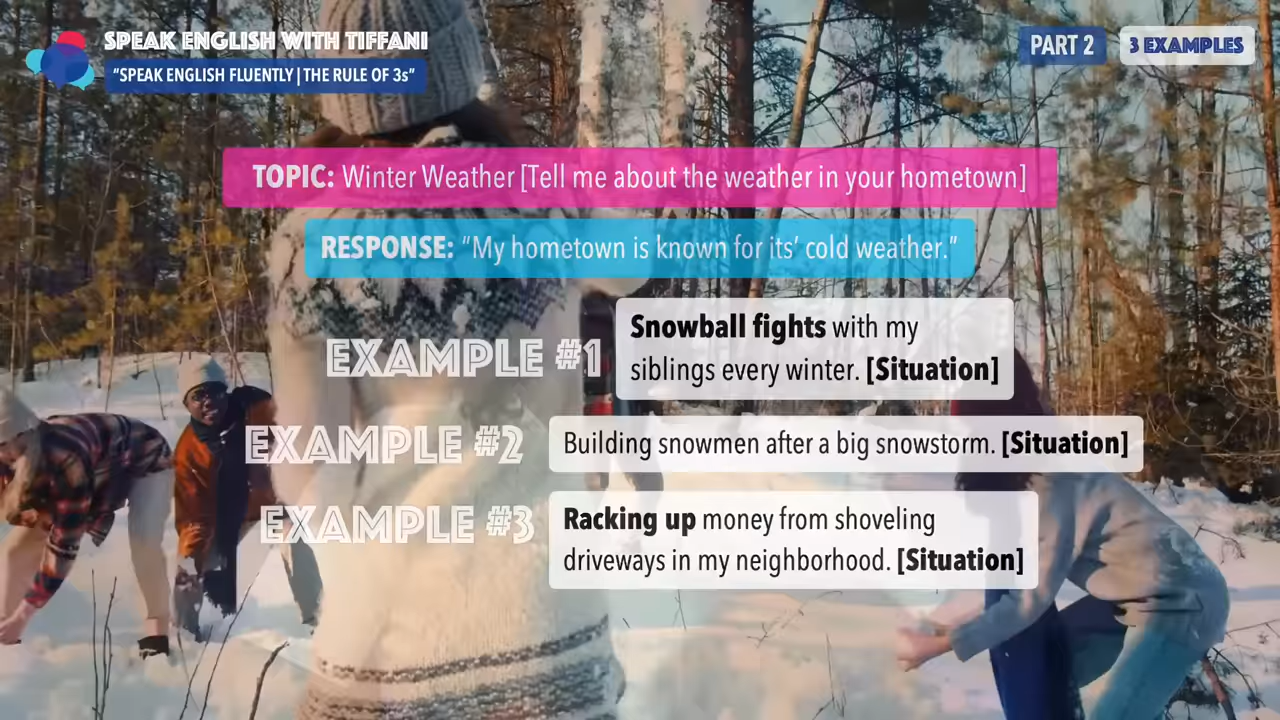 SPEAK ENGLISH WITH TIFFANI
"SPEAK ENGLISH FLUENTLY | THE RULE OF 3s"
PART 2
3 EXAMPLES
TOPIC: Winter Weather [Tell me about the weather in your hometown]
RESPONSE: “My hometown is known for its’ cold weather.”
EXAMPLE #1
Snowball fights with my
siblings every winter. [Situation]
EXAMPLE #2
Building snowmen after a big snowstorm. [Situation]
EXAMPLE #3
Racking up money from shoveling
driveways in my neighborhood. [Situation]